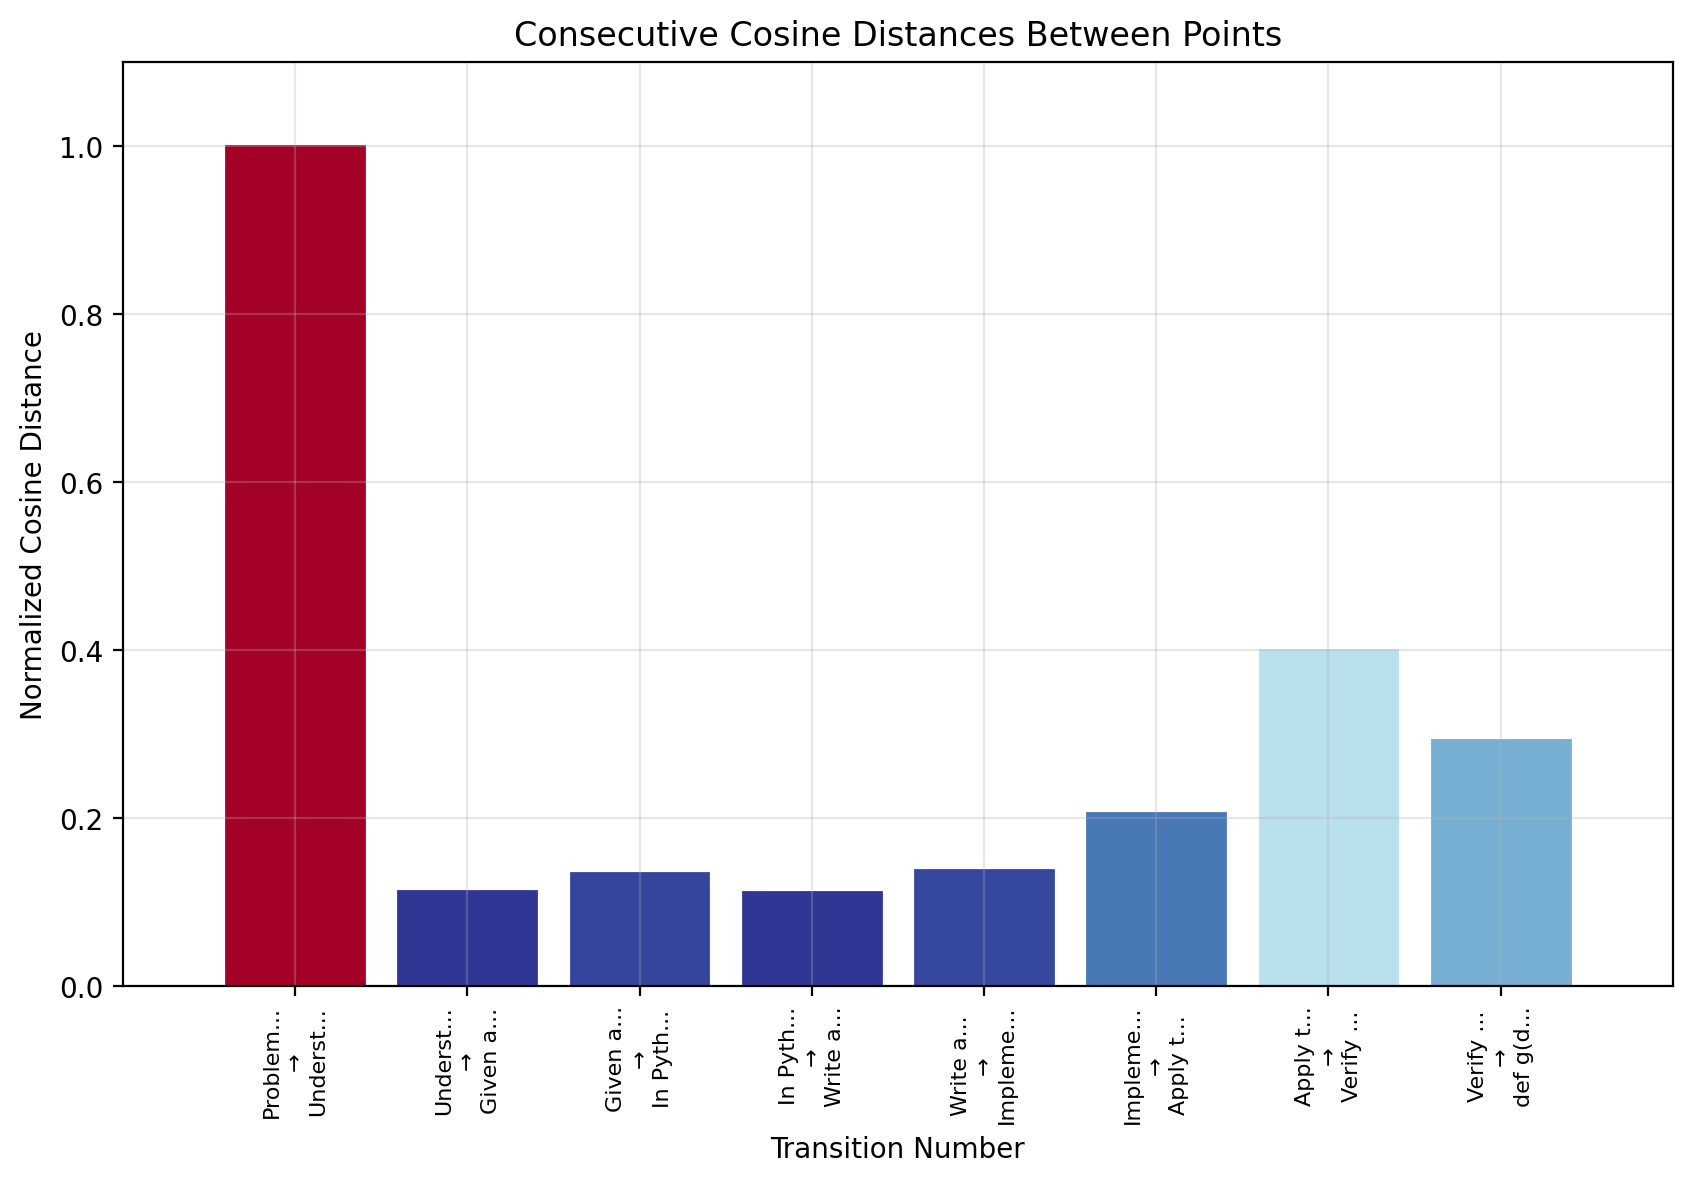 Consecutive Cosine Distances Between Points
Normalized Cosine Distance
1.0
0.8
0.6
0.4
0.2
0.0
Problem...
→
Underst...
Underst...
→
Given a...
Given a...
→
In Pyth...
In Pyth...
→
Write a...
Write a...
→
Impleme...
Impleme...
→
Apply t...
Apply t...
→
Verify ...
Verify ...
→
def g(d...
Transition Number